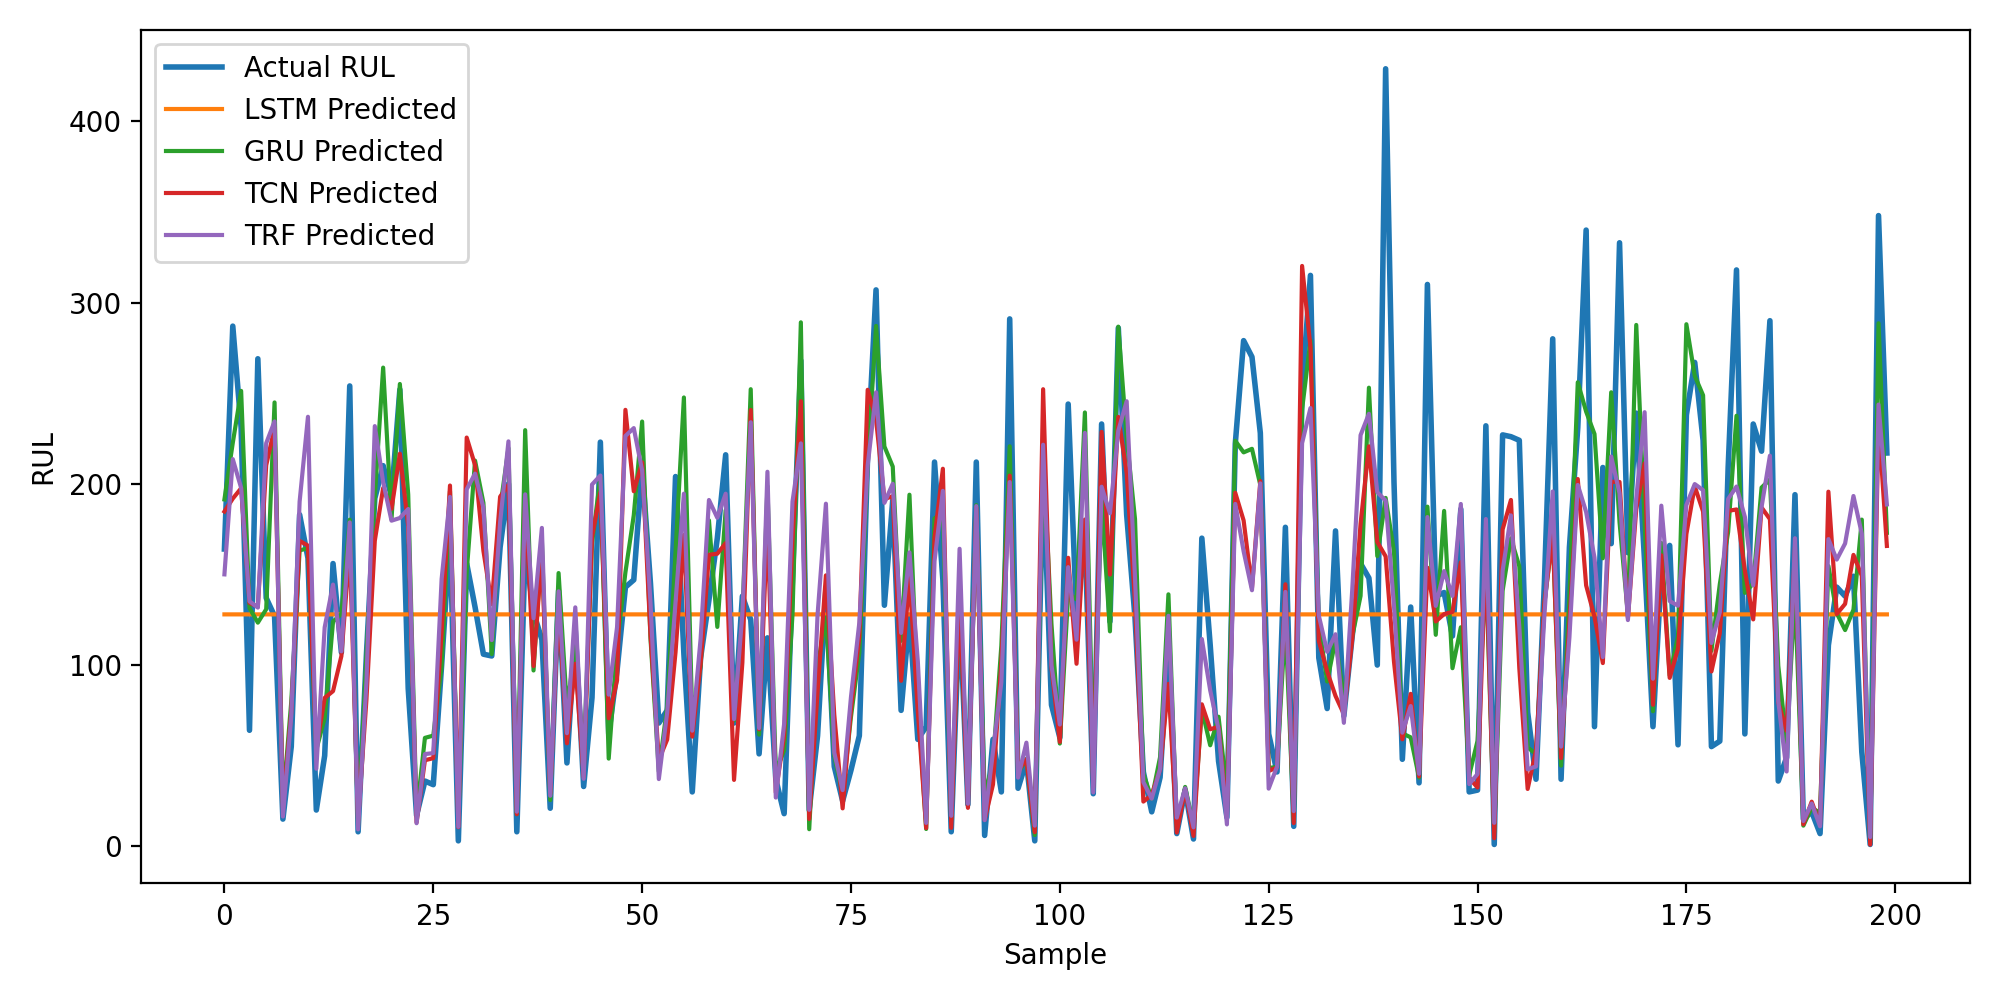 Actual RUL
LSTM Predicted
GRU Predicted
TCN Predicted
TRF Predicted
RUL
400
300
200
100
0
0 25 50 75 100 125 150 175 200
Sample